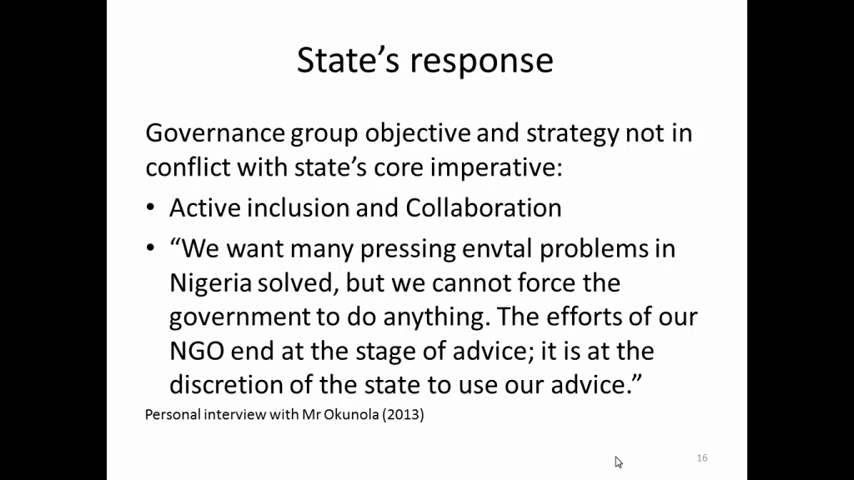 State’s response
Governance group objective and strategy not in
conflict with state’s core imperative:
• Active inclusion and Collaboration
• “We want many pressing envtal problems in
Nigeria solved, but we cannot force the
government to do anything. The efforts of our
NGO end at the stage of advice; it is at the
discretion of the state to use our advice.”
Personal interview with Mr Okunola (2013)
16